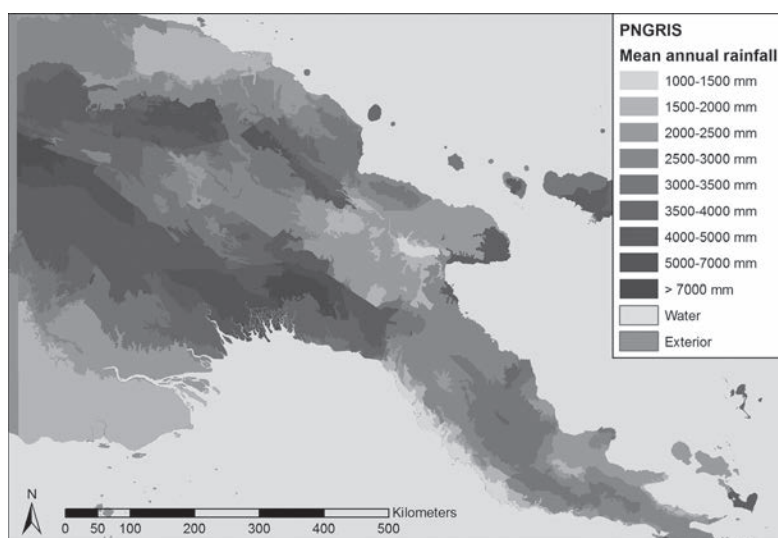 PNGRIS
Mean annual rainfall
1000-1500 mm
1500-2000 mm
2000-2500 mm
2500-3000 mm
3000-3500 mm
3500-4000 mm
4000-5000 mm
5000-7000 mm
> 7000 mm
Water
Exterior
N
Kilometers
0 50 100 200 300 400 500